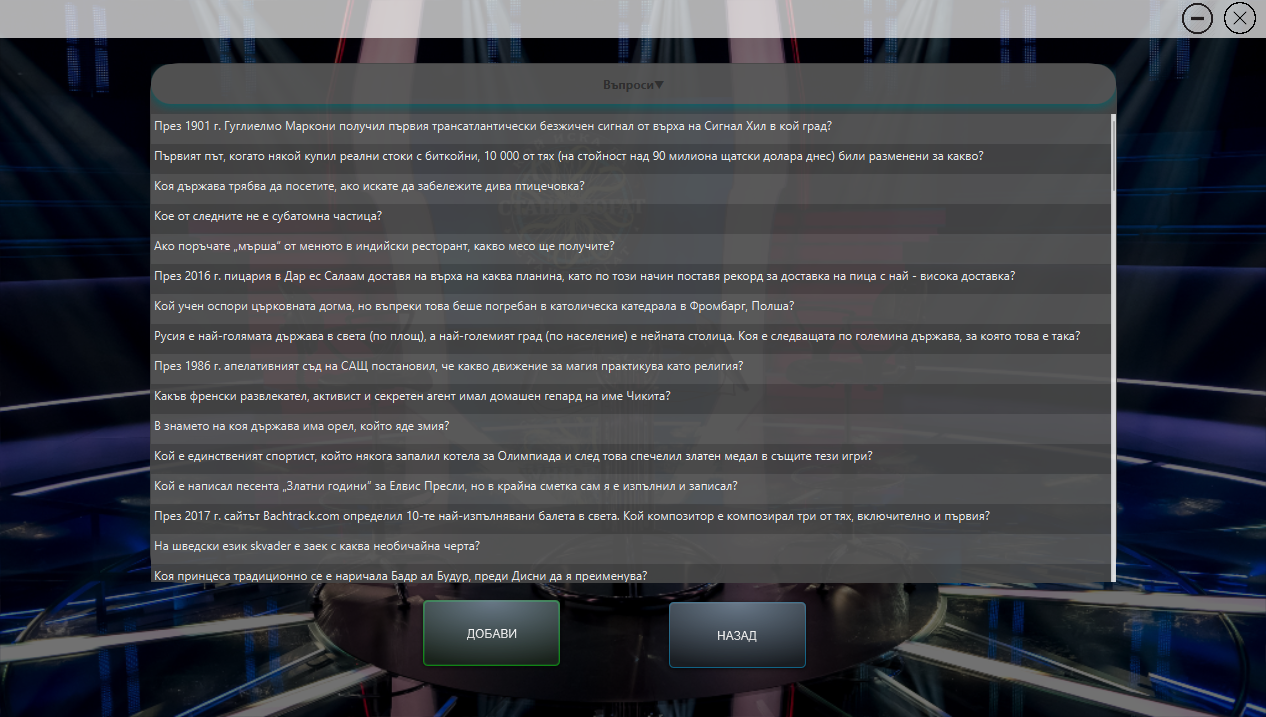 Въпроси▼
През 1901 г. Гуглиелмо Маркони получил първия трансатлантически безжичен сигнал от върха на Сигнал Хил в кой град?
Първият път, когато някой купил реални стоки с биткойни, 10 000 от тях (на стойност над 90 милиона щатски долара днес) били разменени за какво?
Коя държава трябва да посетите, ако искате да забележите дива птицечовка?
Кое от следните не е субатомна частица?
Ако поръчате „мърша“ от менюто в индийски ресторант, какво месо ще получите?
През 2016 г. пицария в Дар ес Салаам доставя на върха на каква планина, като по този начин поставя рекорд за доставка на пица с най - висока доставка?
Кой учен оспори църковната догма, но въпреки това беше погребан в католическа катедрала в Фромбарг, Полша?
Русия е най-голямата държава в света (по площ), а най-големият град (по население) е нейната столица. Коя е следващата по големина държава, за която това е така?
През 1986 г. апелативният съд на САЩ постановил, че какво движение за магия практикува като религия?
Какъв френски развлекател, активист и секретен агент имал домашен гепард на име Чикита?
В знамето на коя държава има орел, който яде змия?
Кой е единственият спортист, който някога запалил котела за Олимпиада и след това спечелил златен медал в същите тези игри?
Кой е написал песента „Златни години“ за Елвис Пресли, но в крайна сметка сам я е изпълнил и записал?
През 2017 г. сайтът Bachtrack.com определил 10-те най-изпълнявани балета в света. Кой композитор е композирал три от тях, включително и първия?
На шведски език skvader е заек с каква необичайна черта?
Коя принцеса традиционно се е наричала Бадр ал Будур, преди Дисни да я преименува?
ДОБАВИ
НАЗАД